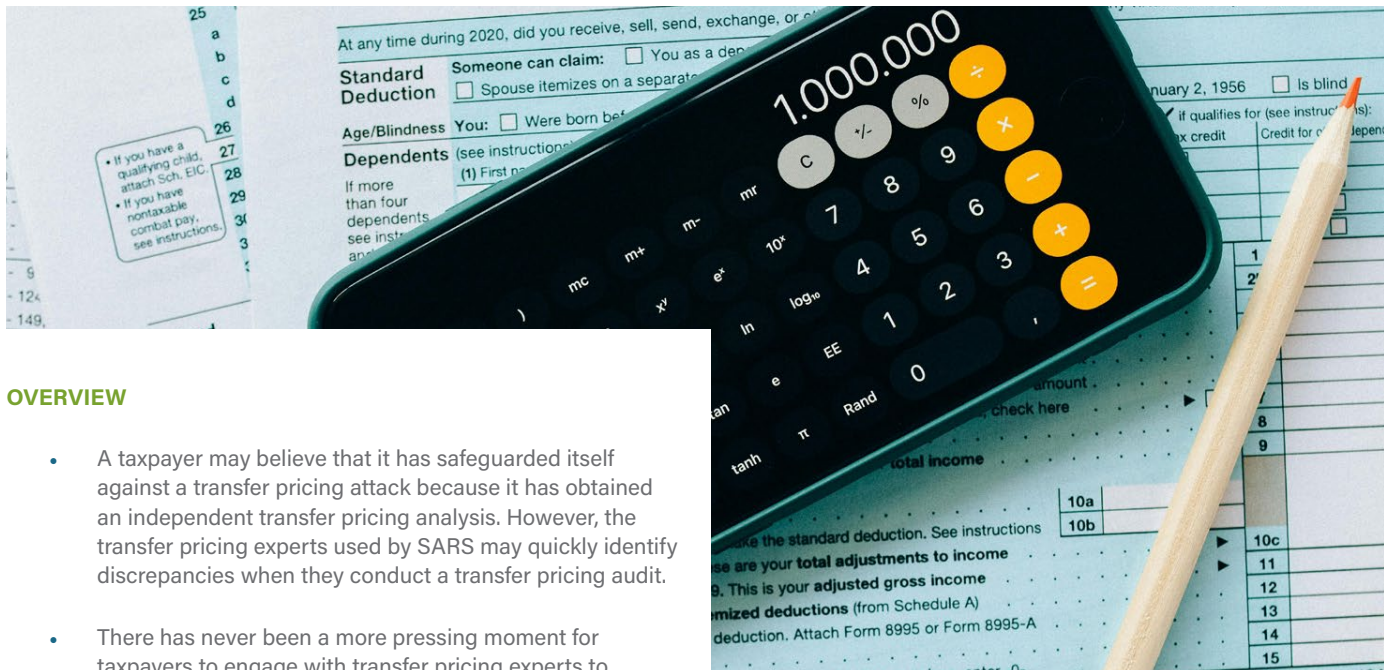 25
a
b
c
d
26
27
28
29
• If you have a
qualifying child,
attach Sch. EIC.
• If you have
nontaxable
combat pay,
see instructions.
- 149,
At any time during 2020, did you receive, sell, send, exchange, or
Standard
Deduction
Someone can claim:
You as a
Spouse itemizes on a separate
Age/Blindness You: Were born
Dependents (see instructions
(1) First
If more
than four
dependents,
see
1.000.000
C +/- % ÷
) mc m+ m- mr 7 8 9 ×
xʸ eˣ 10ˣ 4 5 6 −
ln log₁₀ 1 2 3 +
e EE 0 , =
tanh π Rand
1956 Is blind
if qualifies for (see
credit Credit for
1
amount
check here
8
total income 9
10a
the standard deduction. See instructions 10b
are your total adjustments to income 10c
This is your adjusted gross income 11
deductions (from Schedule A) 12
13
deduction. Attach Form 8995 or Form 8995-A 14
15
OVERVIEW
• A taxpayer may believe that it has safeguarded itself
against a transfer pricing attack because it has obtained
an independent transfer pricing analysis. However, the
transfer pricing experts used by SARS may quickly identify
discrepancies when they conduct a transfer pricing audit.
• There has never been a more pressing moment for
taxpayers to engage with transfer pricing experts to